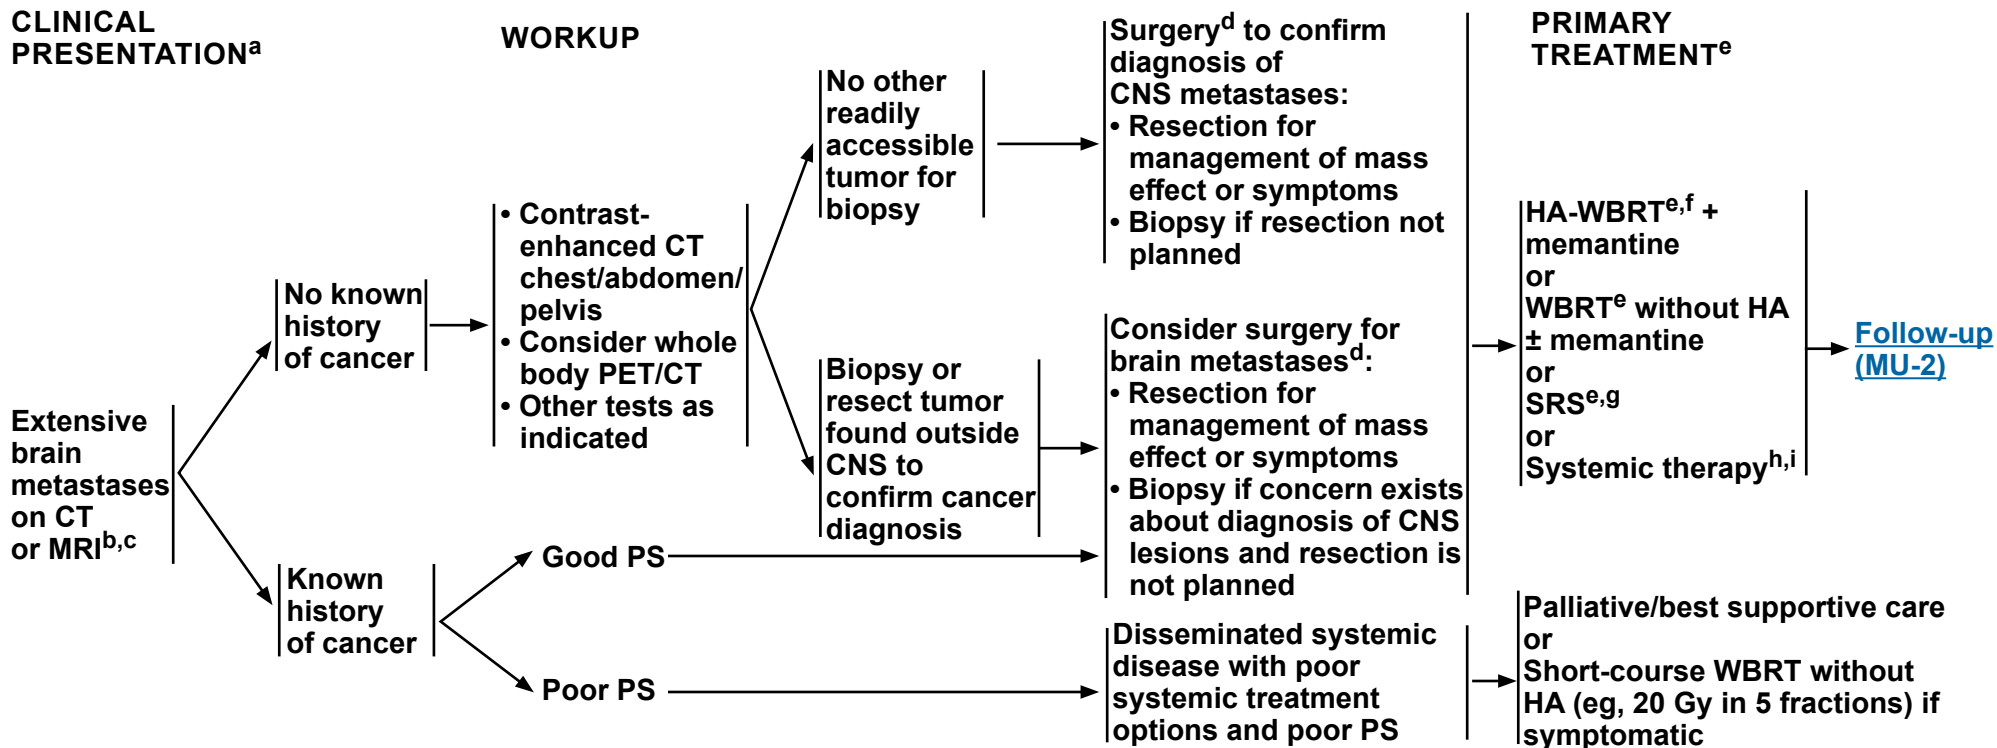 CLINICAL
PRESENTATIONa
WORKUP
PRIMARY
TREATMENTe
Extensive
brain
metastases
on CT
or MRIb,c
No known
history
of cancer
Known
history
of cancer
• Contrast-
enhanced CT
chest/abdomen/
pelvis
• Consider whole
body PET/CT
• Other tests as
indicated
Good PS
Poor PS
No other
readily
accessible
tumor for
biopsy
Biopsy or
resect tumor
found outside
CNS to
confirm cancer
diagnosis
Surgeryd to confirm
diagnosis of
CNS metastases:
• Resection for
management of mass
effect or symptoms
• Biopsy if resection not
planned
Consider surgery for
brain metastasesd:
• Resection for
management of mass
effect or symptoms
• Biopsy if concern exists
about diagnosis of CNS
lesions and resection is
not planned
Disseminated systemic
disease with poor
systemic treatment
options and poor PS
HA-WBRTe,f +
memantine
or
WBRTe without HA
± memantine
or
SRSe,g
or
Systemic therapyh,i
Palliative/best supportive care
or
Short-course WBRT without
HA (eg, 20 Gy in 5 fractions) if
symptomatic
Follow-up
(MU-2)